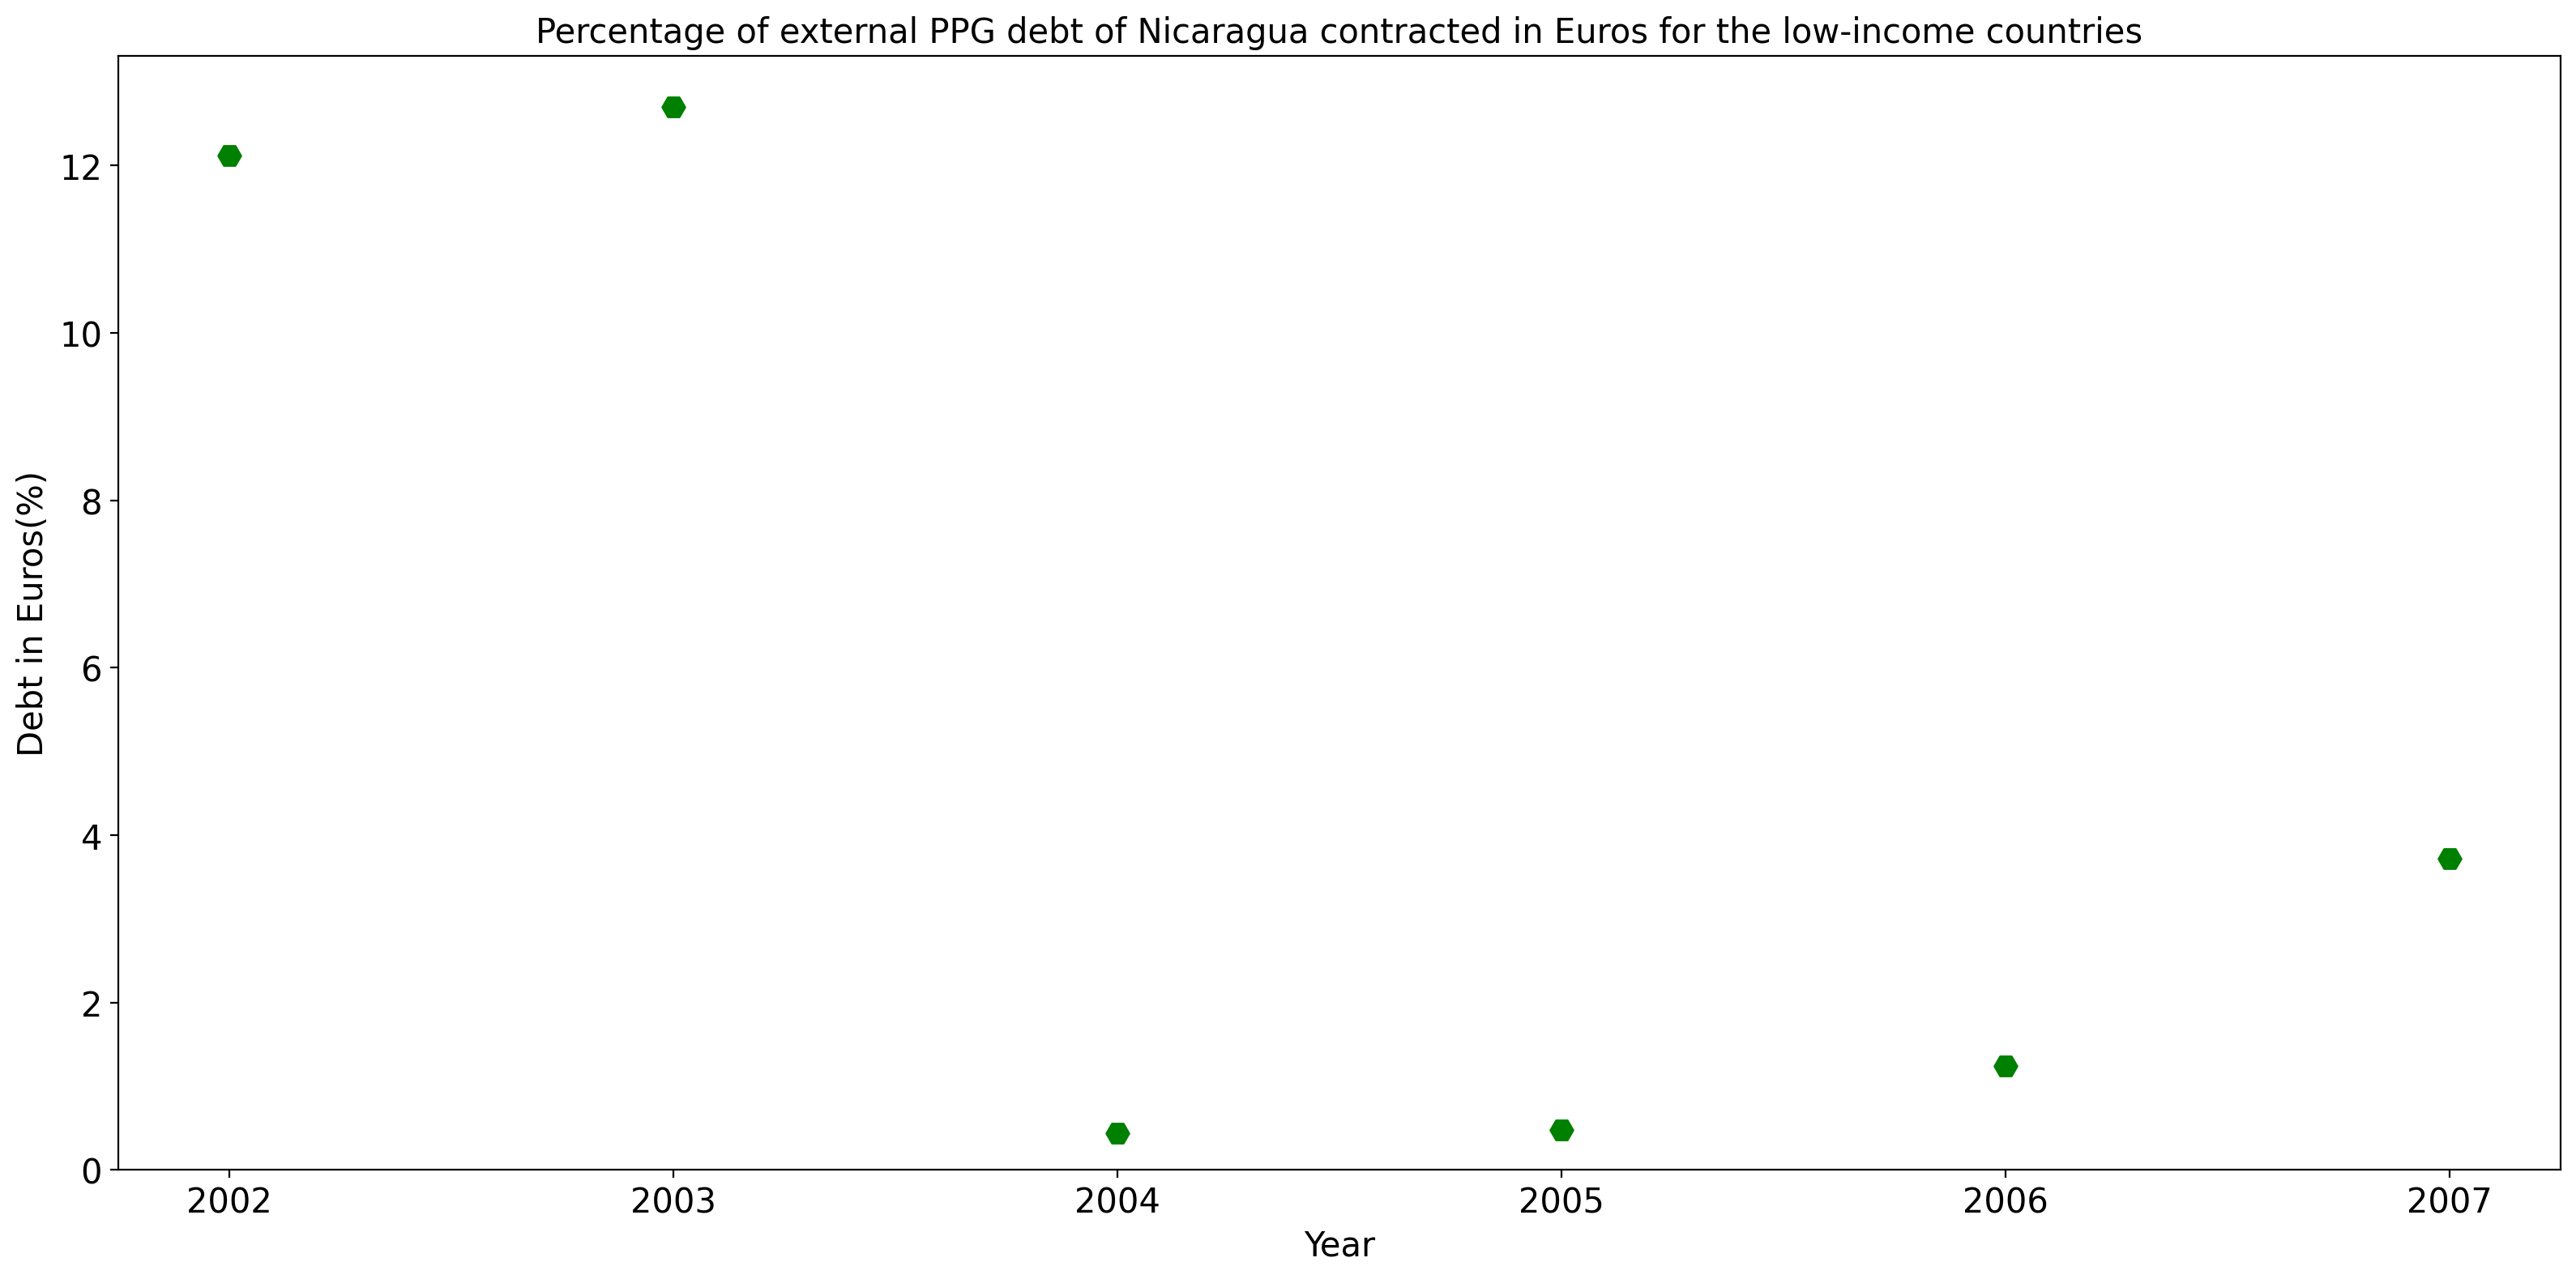 Percentage of external PPG debt of Nicaragua contracted in Euros for the low-income countries
Debt in Euros(%)
12
10
8
6
4
2
0
2002 2003 2004 2005 2006 2007
Year